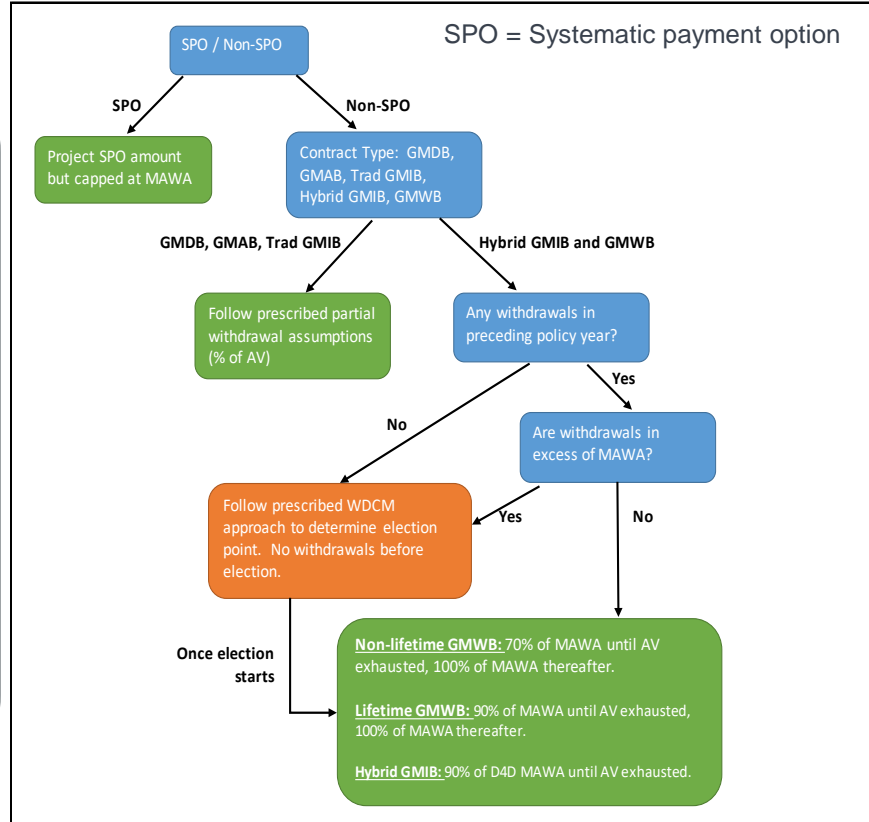 SPO = Systematic payment option
SPO / Non-SPO
SPO
Non-SPO
Project SPO amount
but capped at MAWA
Contract Type:  GMDB,
GMAB, Trad GMIB,
Hybrid GMIB, GMWB
GMDB, GMAB, Trad GMIB
Hybrid GMIB and GMWB
Follow prescribed partial
withdrawal assumptions
(% of AV)
Any withdrawals in
preceding policy year?
Yes
No
Are withdrawals in
excess of MAWA?
Follow prescribed WDCM
approach to determine election
point.  No withdrawals before
election.
Yes
No
Once election
starts
Non-lifetime GMWB: 70% of MAWA until AV
exhausted, 100% of MAWA thereafter.
Lifetime GMWB: 90% of MAWA until AV exhausted,
100% of MAWA thereafter.
Hybrid GMIB: 90% of D4D MAWA until AV exhausted.